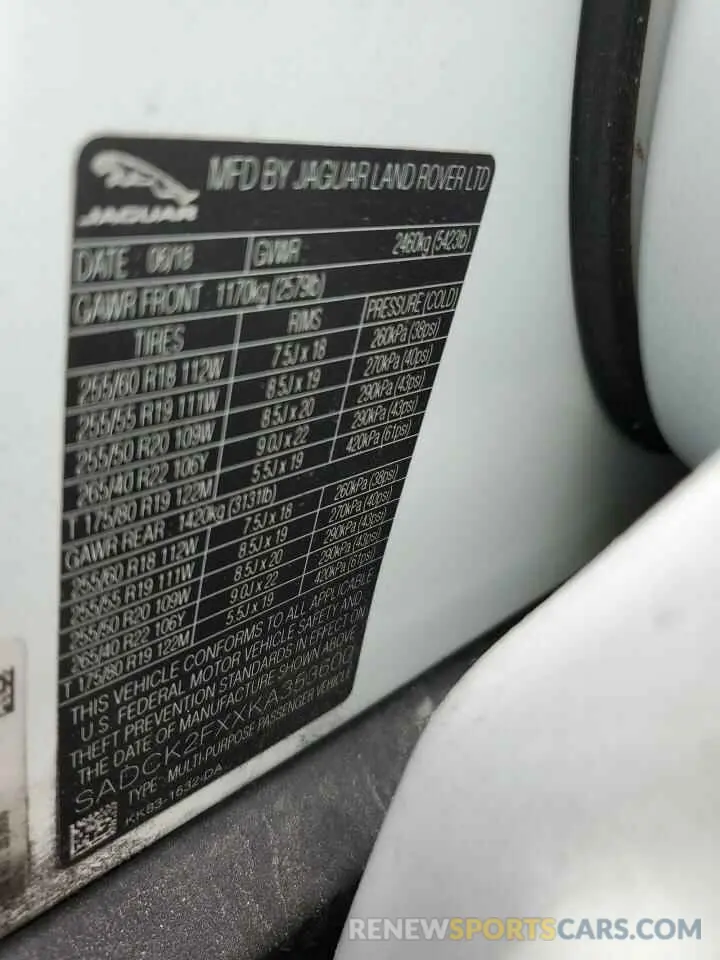 MFD BY JAGUAR LAND ROVER LTD
JAGUAR
DATE 06/18 GVWR 2460kg (5423lb)
GAWR FRONT 1170kg (2579lb)
TIRES RIMS PRESSURE (COLD)
255/60 R18 112W 7.5J x 18 260kPa (38psi)
255/55 R19 111W 8.5J x 19 270kPa (40psi)
255/50 R20 109W 8.5J x 20 290kPa (43psi)
265/40 R22 106Y 9.0J x 22 290kPa (43psi)
T 175/80 R19 122M 5.5J x 19 420kPa (61psi)
GAWR REAR 1420kg (3131lb)
255/60 R18 112W 7.5J x 18 260kPa (38psi)
255/55 R19 111W 8.5J x 19 270kPa (40psi)
255/50 R20 109W 8.5J x 20 290kPa (43psi)
265/40 R22 106Y 9.0J x 22 290kPa (43psi)
T 175/80 R19 122M 5.5J x 19 420kPa (61psi)
THIS VEHICLE CONFORMS TO ALL APPLICABLE
U.S. FEDERAL MOTOR VEHICLE SAFETY AND
THEFT PREVENTION STANDARDS IN EFFECT ON
THE DATE OF MANUFACTURE SHOWN ABOVE
SADCK2FXXKA353600
TYPE: MULTI-PURPOSE PASSENGER VEHICLE
KK83-1532-DA
RENEWSPORTSCARS.COM